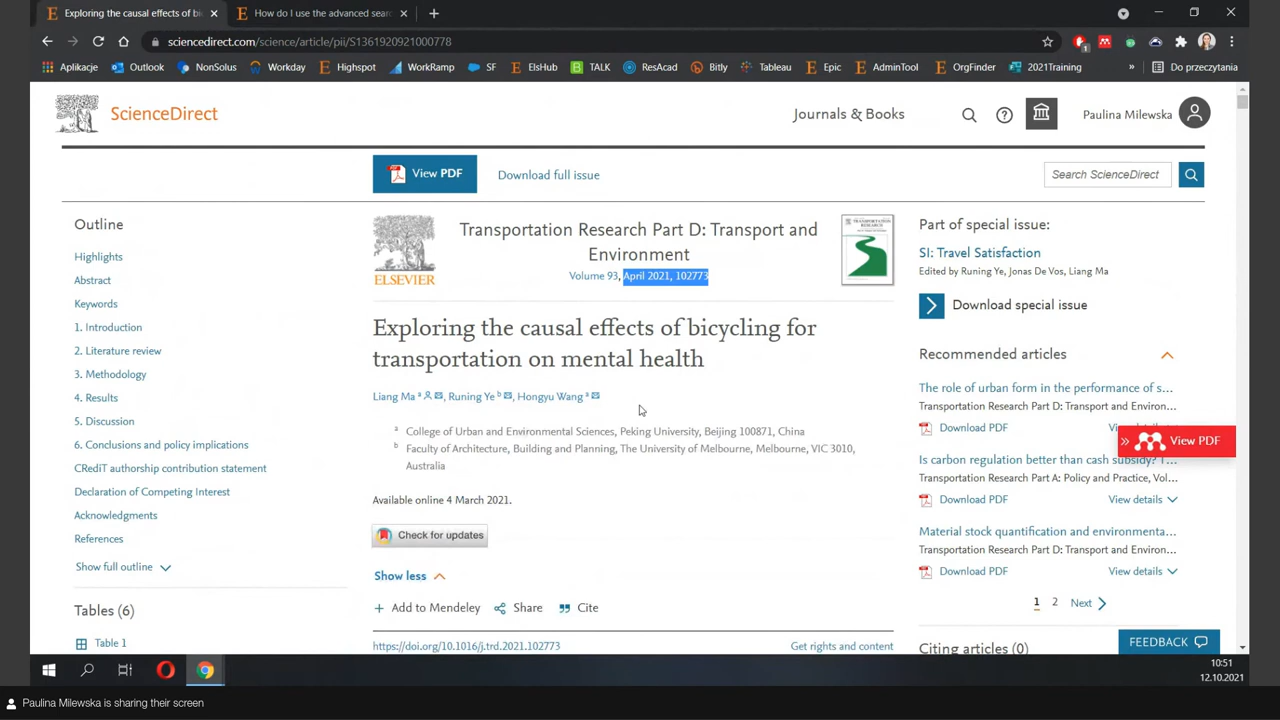 Exploring the causal effects of bi
How do I use the advanced sear
sciencedirect.com/science/article/pii/S1361920921000778
1
Aplikacje
Outlook
NonSolus
Workday
Highspot
WorkRamp
SF
ElsHub
TALK
ResAcad
Bitly
Tableau
Epic
AdminTool
OrgFinder
2021Training
»
Do przeczytania
ScienceDirect
Journals & Books
Paulina Milewska
View PDF
Download full issue
Search ScienceDirect
Outline
Highlights
Abstract
Keywords
1. Introduction
2. Literature review
3. Methodology
4. Results
5. Discussion
6. Conclusions and policy implications
CRediT authorship contribution statement
Declaration of Competing Interest
Acknowledgments
References
Show full outline
Tables (6)
Table 1
ELSEVIER
Transportation Research Part D: Transport and
Environment
Volume 93, April 2021, 102773
Exploring the causal effects of bicycling for
transportation on mental health
Liang Ma a, Runing Ye b, Hongyu Wang a
a College of Urban and Environmental Sciences, Peking University, Beijing 100871, China
b Faculty of Architecture, Building and Planning, The University of Melbourne, Melbourne, VIC 3010,
Australia
Available online 4 March 2021.
Check for updates
Show less
Add to Mendeley
Share
Cite
https://doi.org/10.1016/j.trd.2021.102773
Get rights and content
Part of special issue:
SI: Travel Satisfaction
Edited by Runing Ye, Jonas De Vos, Liang Ma
Download special issue
Recommended articles
The role of urban form in the performance of s...
Transportation Research Part D: Transport and Environ...
Download PDF
» View PDF
Is carbon regulation better than cash subsidy?
Transportation Research Part A: Policy and Practice, Vol...
Download PDF
View details
Material stock quantification and environmenta...
Transportation Research Part D: Transport and Environ...
Download PDF
View details
1 2 Next
Citing articles (0)
FEEDBACK
10:51
12.10.2021
Paulina Milewska is sharing their screen